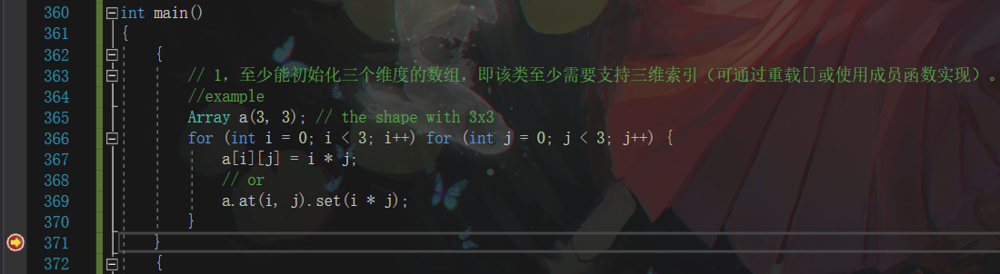 360 int main()
361 {
362 {
363 // 1，至少能初始化三个维度的数组，即该类至少需要支持三维索引（可通过重载[]或使用成员函数实现）。
364 //example
365 Array a(3, 3); // the shape with 3x3
366 for (int i = 0; i < 3; i++) for (int j = 0; j < 3; j++) {
367 a[i][j] = i * j;
368 // or
369 a.at(i, j).set(i * j);
370 }
371 }
372 {